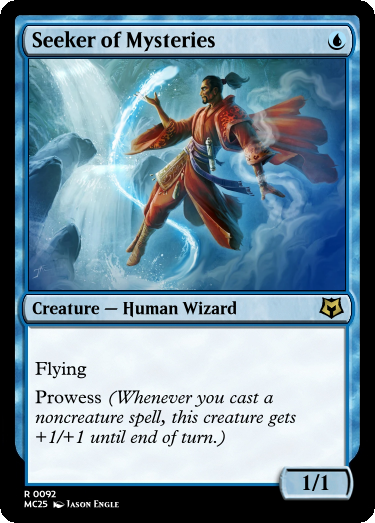 Seeker of Mysteries
Creature — Human Wizard
Flying
Prowess (Whenever you cast a
noncreature spell, this creature gets
+1/+1 until end of turn.)
1/1
R 0092
MC25 Jason Engle